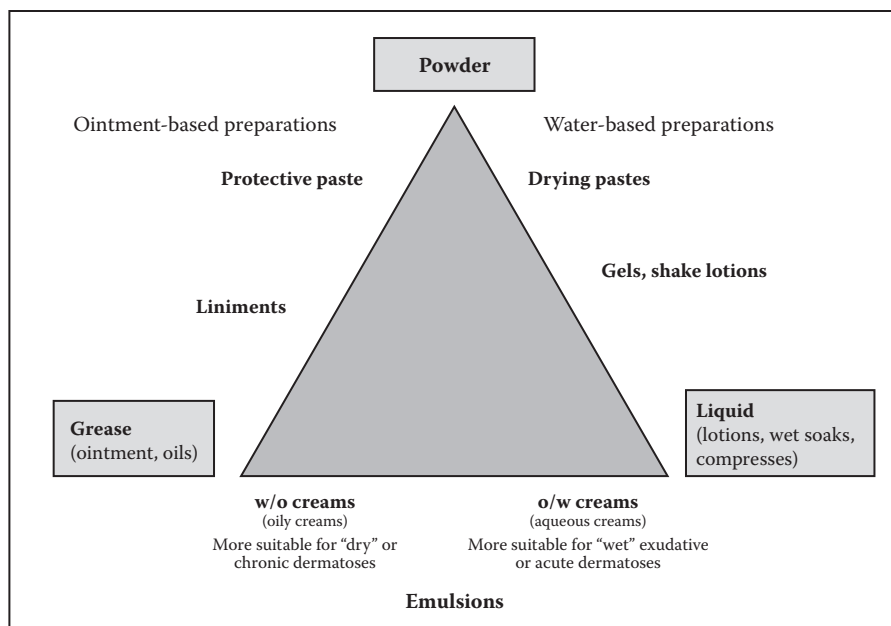 Powder
Ointment-based preparations
Water-based preparations
Protective paste
Drying pastes
Gels, shake lotions
Liniments
Grease
(ointment, oils)
Liquid
(lotions, wet soaks,
compresses)
w/o creams
(oily creams)
More suitable for “dry” or
chronic dermatoses
o/w creams
(aqueous creams)
More suitable for “wet” exudative
or acute dermatoses
Emulsions